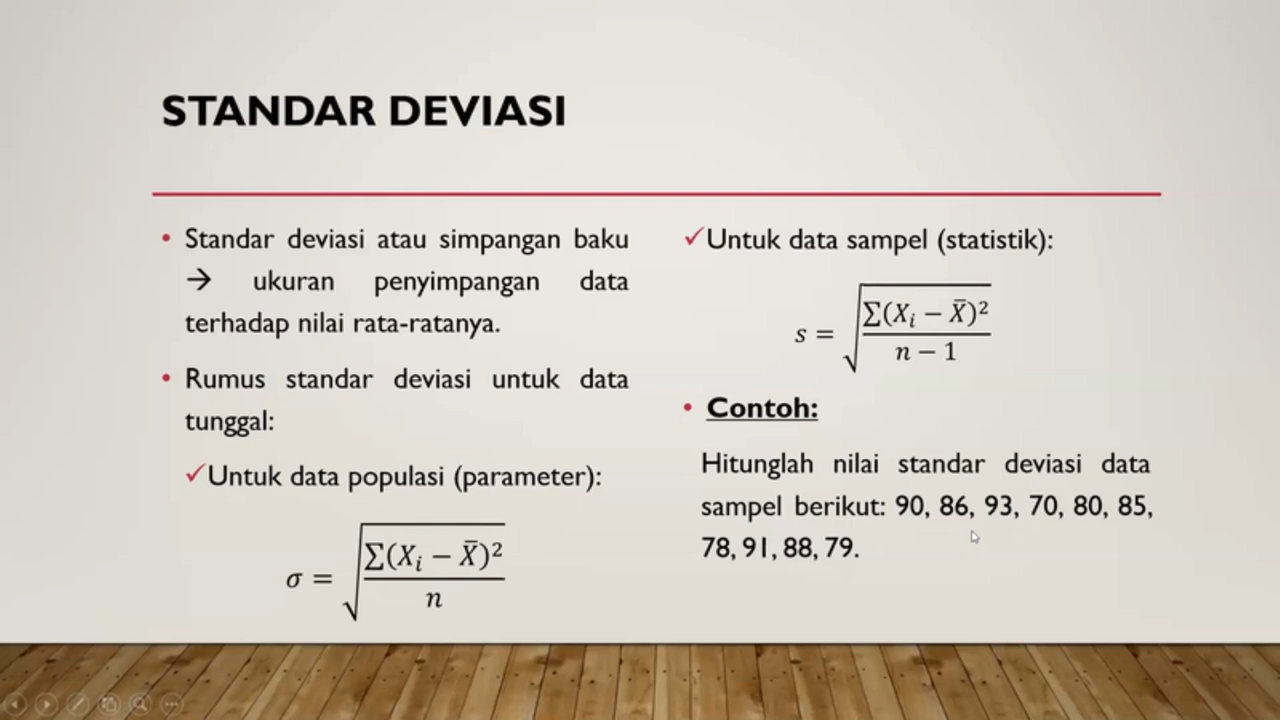 STANDAR DEVIASI
• Standar deviasi atau simpangan baku
→ ukuran penyimpangan data
terhadap nilai rata-ratanya.
• Rumus standar deviasi untuk data
tunggal:
✓Untuk data populasi (parameter):
σ = √(∑(Xᵢ − X̄)² / n)
✓Untuk data sampel (statistik):
s = √(∑(Xᵢ − X̄)² / n − 1)
• Contoh:
Hitunglah nilai standar deviasi data
sampel berikut: 90, 86, 93, 70, 80, 85,
78, 91, 88, 79.